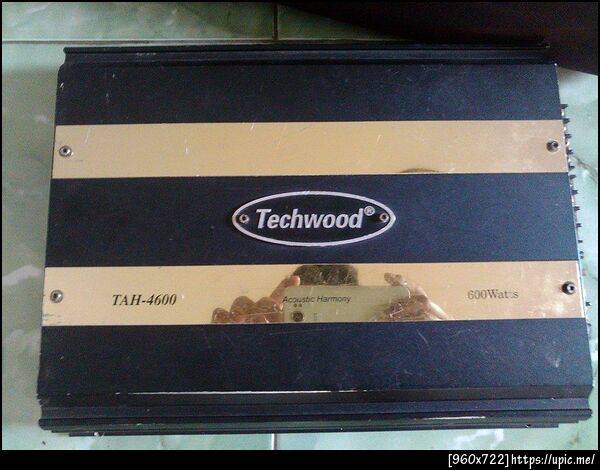 Techwood®
TAH-4600
Acoustic Harmony
600Watts
[960x722]https://upic.me/